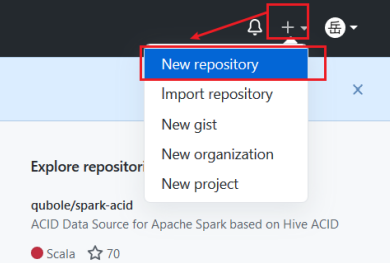 岳
New repository
Import repository
New gist
New organization
New project
Explore repositori
qubole/spark-acid
ACID Data Source for Apache Spark based on Hive ACID
Scala 70